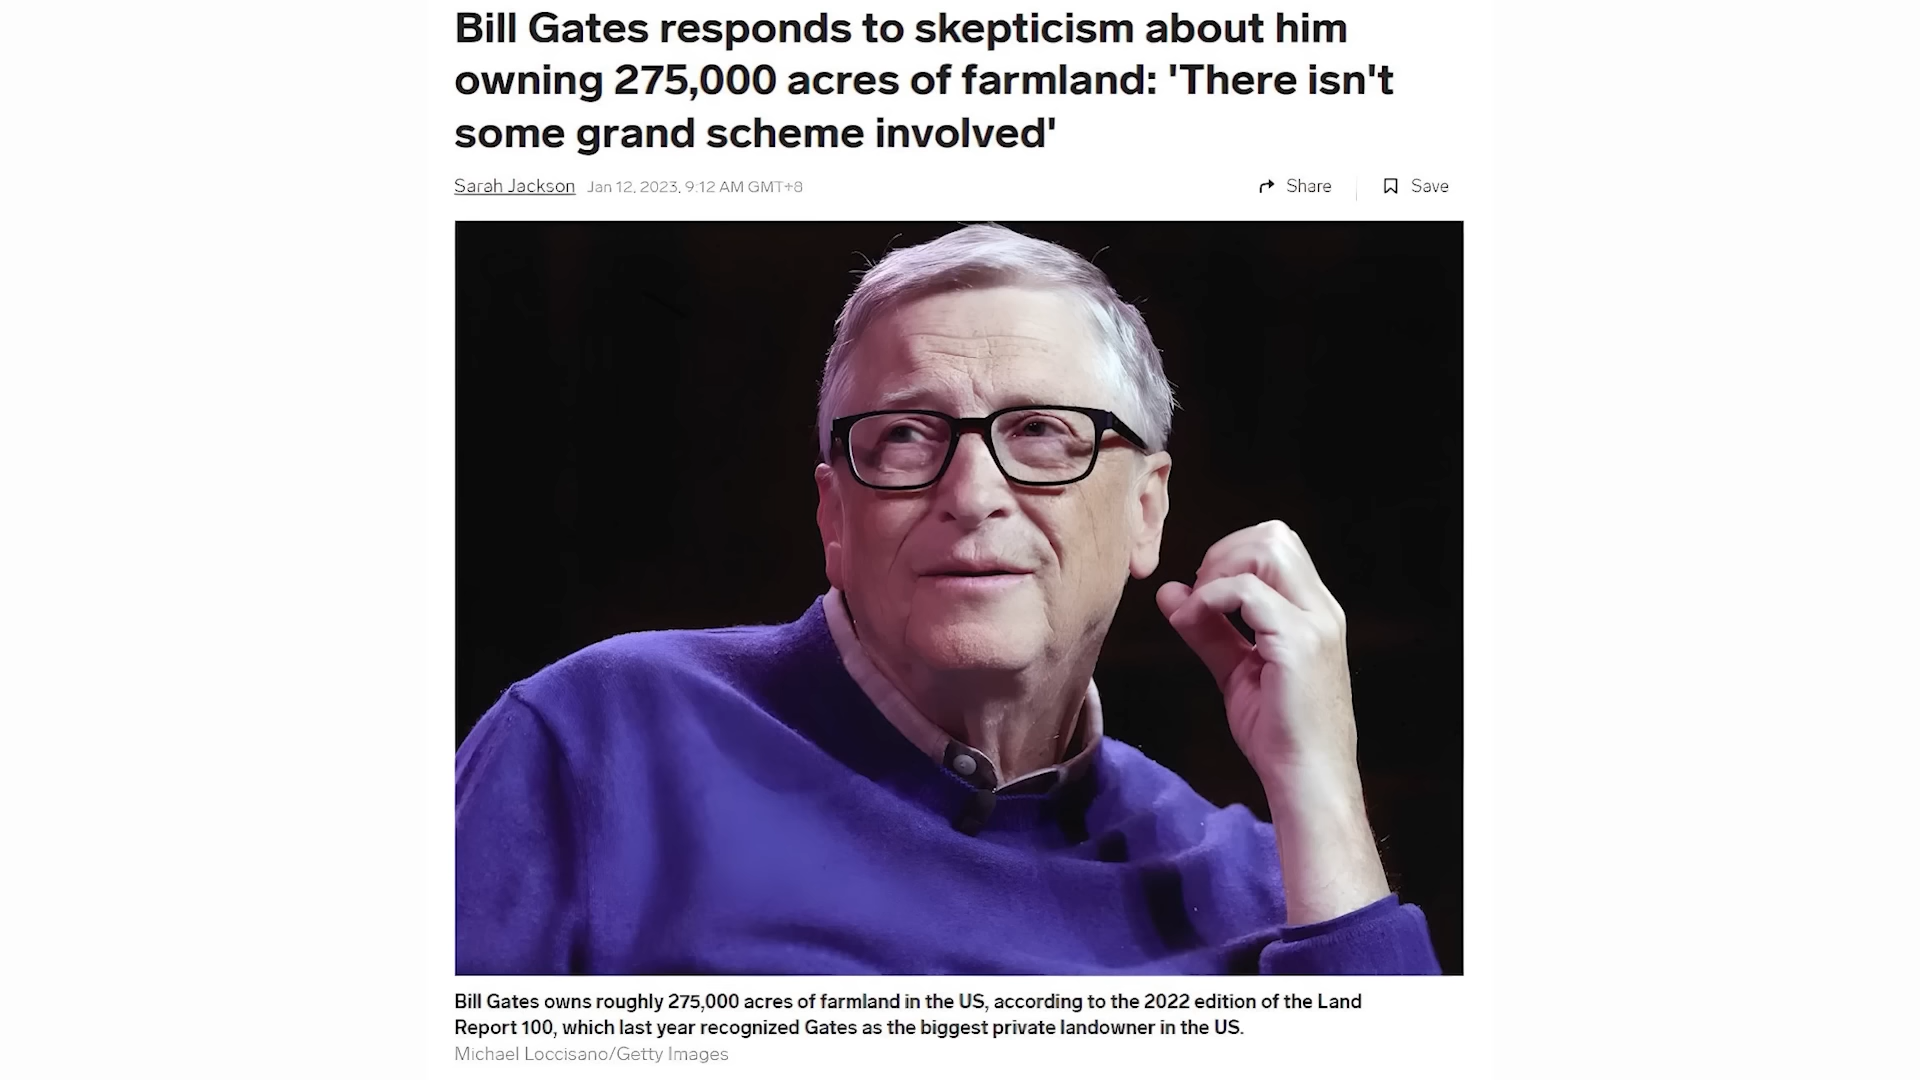 Bill Gates responds to skepticism about him
owning 275,000 acres of farmland: 'There isn't
some grand scheme involved'
Sarah Jackson Jan 12, 2023, 9:12 AM GMT+8
Share Save
Bill Gates owns roughly 275,000 acres of farmland in the US, according to the 2022 edition of the Land
Report 100, which last year recognized Gates as the biggest private landowner in the US.
Michael Loccisano/Getty Images